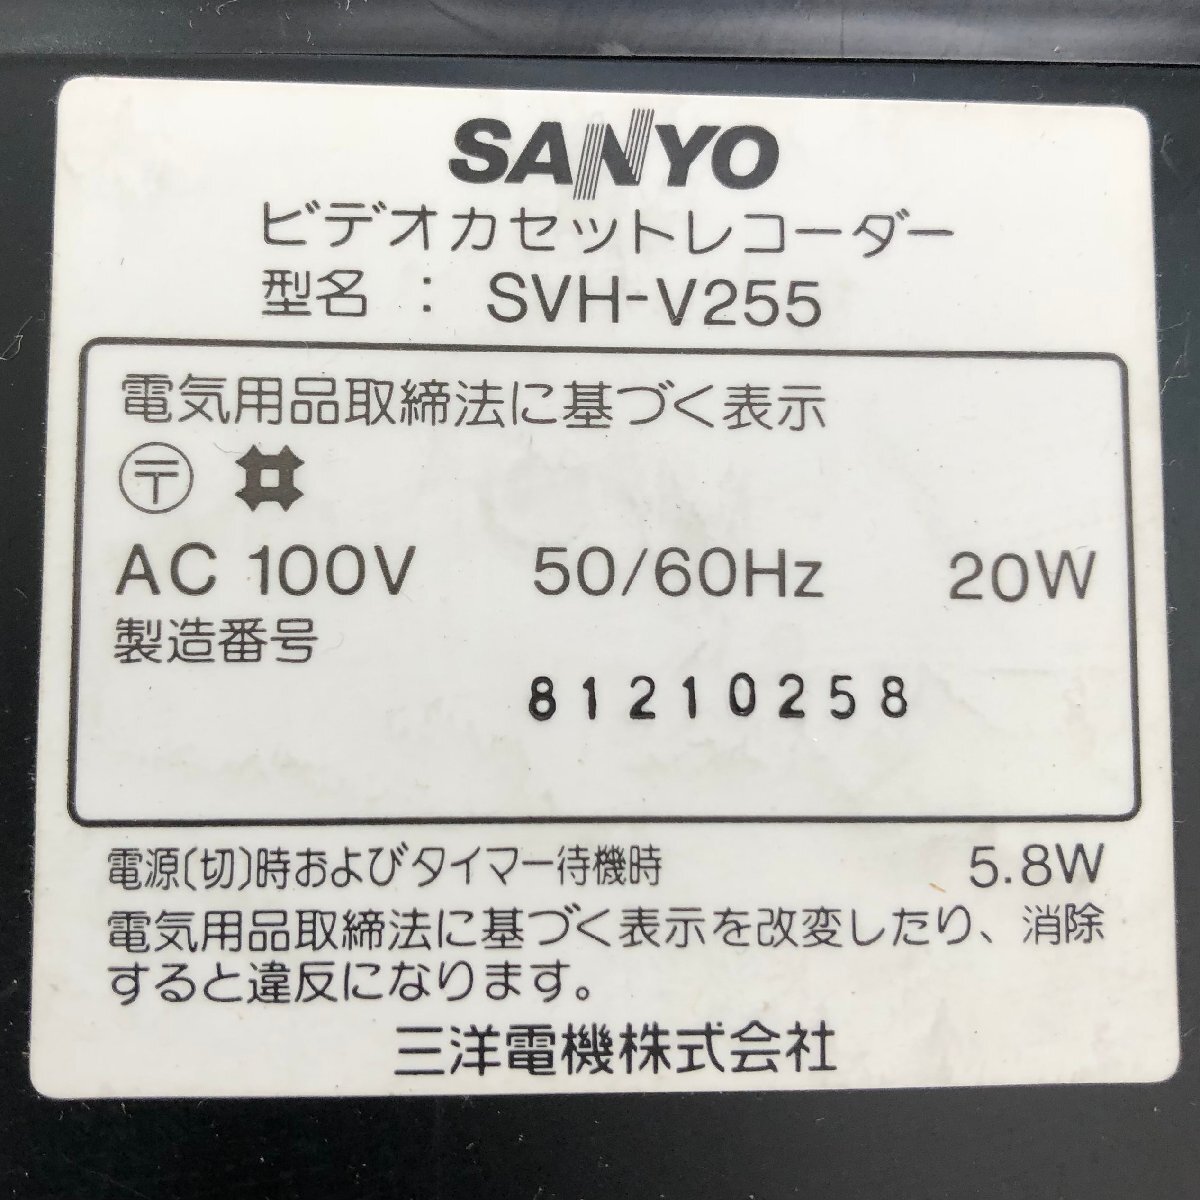 SANYO
ビデオカセットレコーダー
型名 : SVH-V255
電気用品取締法に基づく表示
〒
AC 100V 50/60Hz 20W
製造番号
81210258
電源(切)時およびタイマー待機時 5.8W
電気用品取締法に基づく表示を改変したり、消除
すると違反になります。
三洋電機株式会社